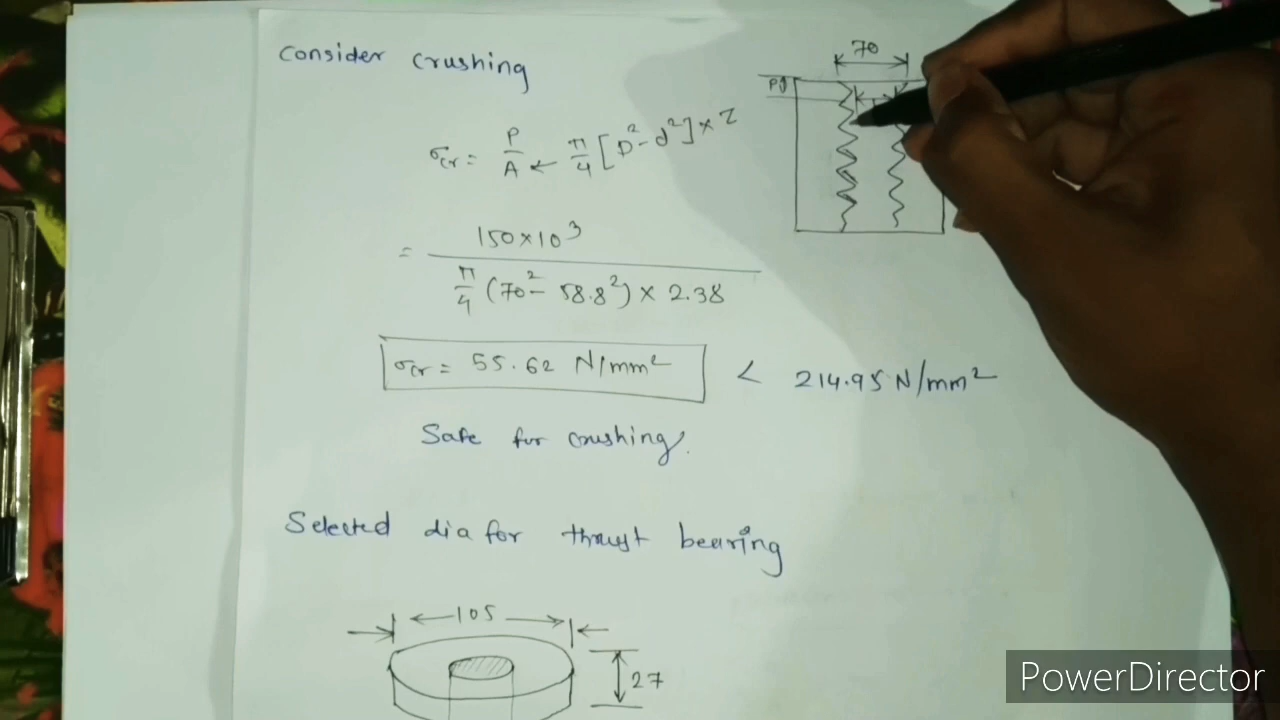 Consider crushing
70
σcr = P/A ← π/4 [D² - d²] × Z
= 150×10³ / π/4 (70² - 58.8²) × 2.38
σcr = 55.62 N/mm² < 214.95 N/mm²
Safe for crushing.
Selected dia for thrust bearing
105
27
PowerDirector